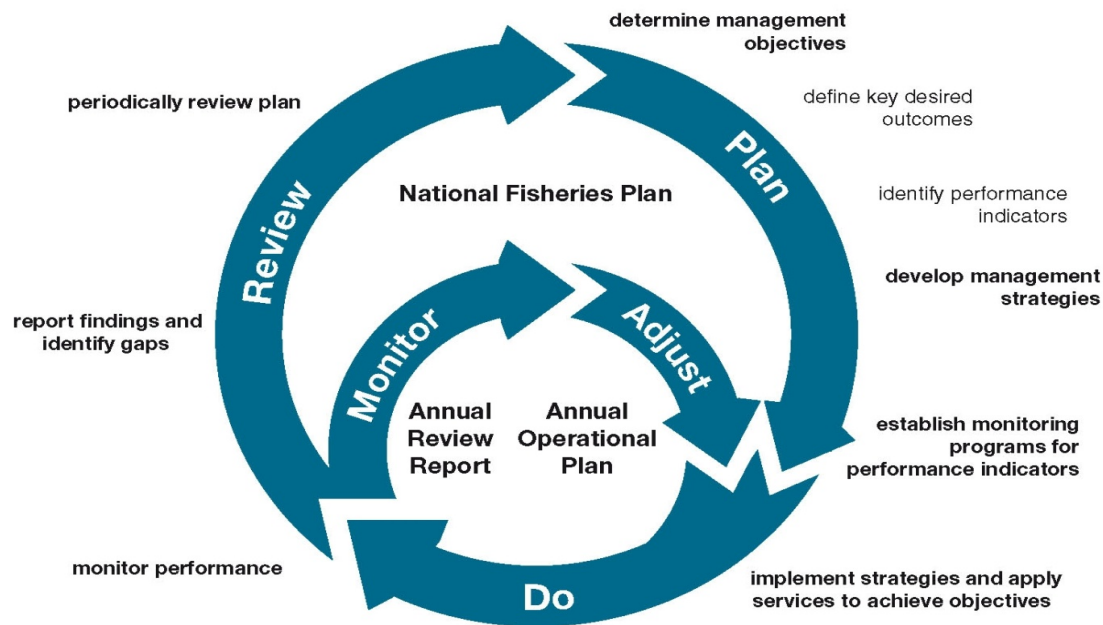 determine management
objectives
periodically review plan
define key desired
outcomes
Plan
Review
National Fisheries Plan
identify performance
indicators
develop management
strategies
report findings and
identify gaps
Monitor
Adjust
Annual
Review
Report
Annual
Operational
Plan
establish monitoring
programs for
performance indicators
monitor performance
Do
implement strategies and apply
services to achieve objectives